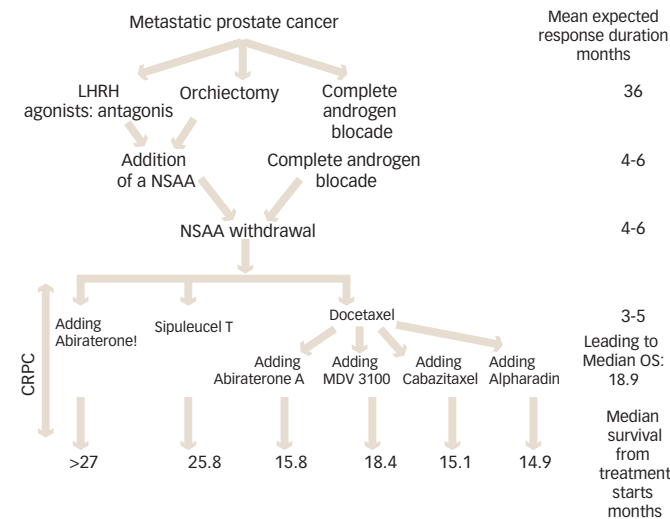 Metastatic prostate cancer
Mean expected
response duration
months
LHRH
agonists: antagonis
Orchiectomy
Complete
androgen
blocade
36
Addition
of a NSAA
Complete androgen
blocade
4-6
NSAA withdrawal
4-6
CRPC
Adding
Abiraterone!
Sipuleucel T
Docetaxel
3-5
Leading to
Median OS:
18.9
Adding
Abiraterone A
Adding
MDV 3100
Adding
Cabazitaxel
Adding
Alpharadin
>27
25.8
15.8
18.4
15.1
14.9
Median
survival
from
treatment
starts
months